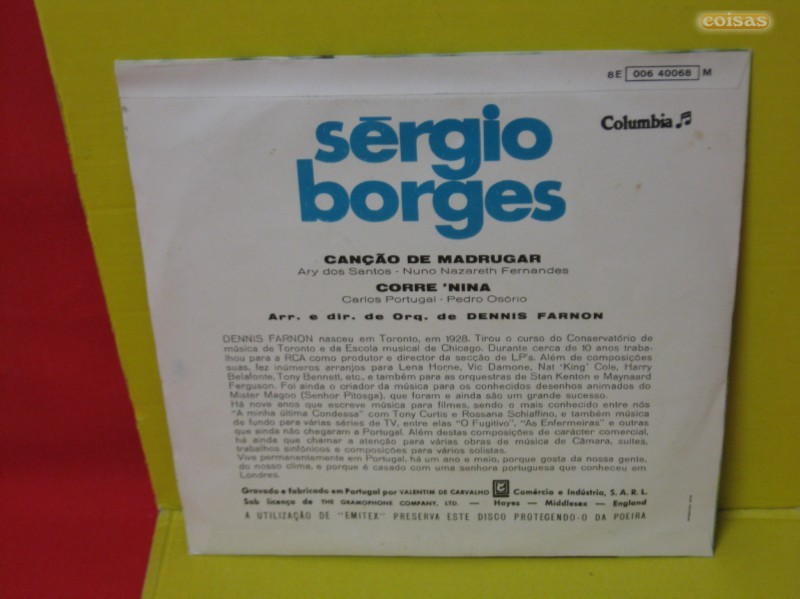 coisas
8E 006 40068 M
sérgio
borges
Columbia
CANÇÃO DE MADRUGAR
Ary dos Santos - Nuno Nazareth Fernandes
CORRE 'NINA
Carlos Portugal - Pedro Osório
Arr. e dir. de Orq. de DENNIS FARNON
DENNIS FARNON nasceu em Toronto, em 1928. Tirou o curso do Conservatório de
música de Toronto e da Escola musical de Chicago. Durante cerca de 10 anos traba-
lhou para a RCA como produtor e director da secção de LP's. Além de composições
suas, fez inúmeros arranjos para Lena Horne, Vic Damone, Nat 'King' Cole, Harry
Belafonte, Tony Bennett, etc., e também para as orquestras de Stan Kenton e Maynaard
Ferguson. Foi ainda o criador da música para os conhecidos desenhos animados do
Mister Magoo (Senhor Pitosga), que foram e ainda são um grande sucesso.
Há nove anos que escreve música para filmes, sendo o mais conhecido entre nós
"A minha última Condessa" com Tony Curtis e Rossana Schiaffino, e também música
de fundo para várias séries de TV, entre elas "O Fugitivo", "As Enfermeiras" e outras
que ainda não chegaram a Portugal. Além destas composições de carácter comercial,
há ainda que chamar a atenção para várias obras de música de Câmara, suites,
trabalhos sinfónicos e composições para vários solistas.
Vive permanentemente em Portugal, há um ano e meio, porque gosta da nossa gente,
do nosso clima, e porque é casado com uma senhora portuguesa que conheceu em
Londres.
Gravado e fabricado em Portugal por VALENTIM DE CARVALHO Comércio e Indústria, S. A. R. L.
Sob licença de THE GRAMOPHONE COMPANY, LTD. — Hayes — Middlesex — England
A UTILIZAÇÃO DE "EMITEX" PRESERVA ESTE DISCO PROTEGENDO-O DA POEIRA